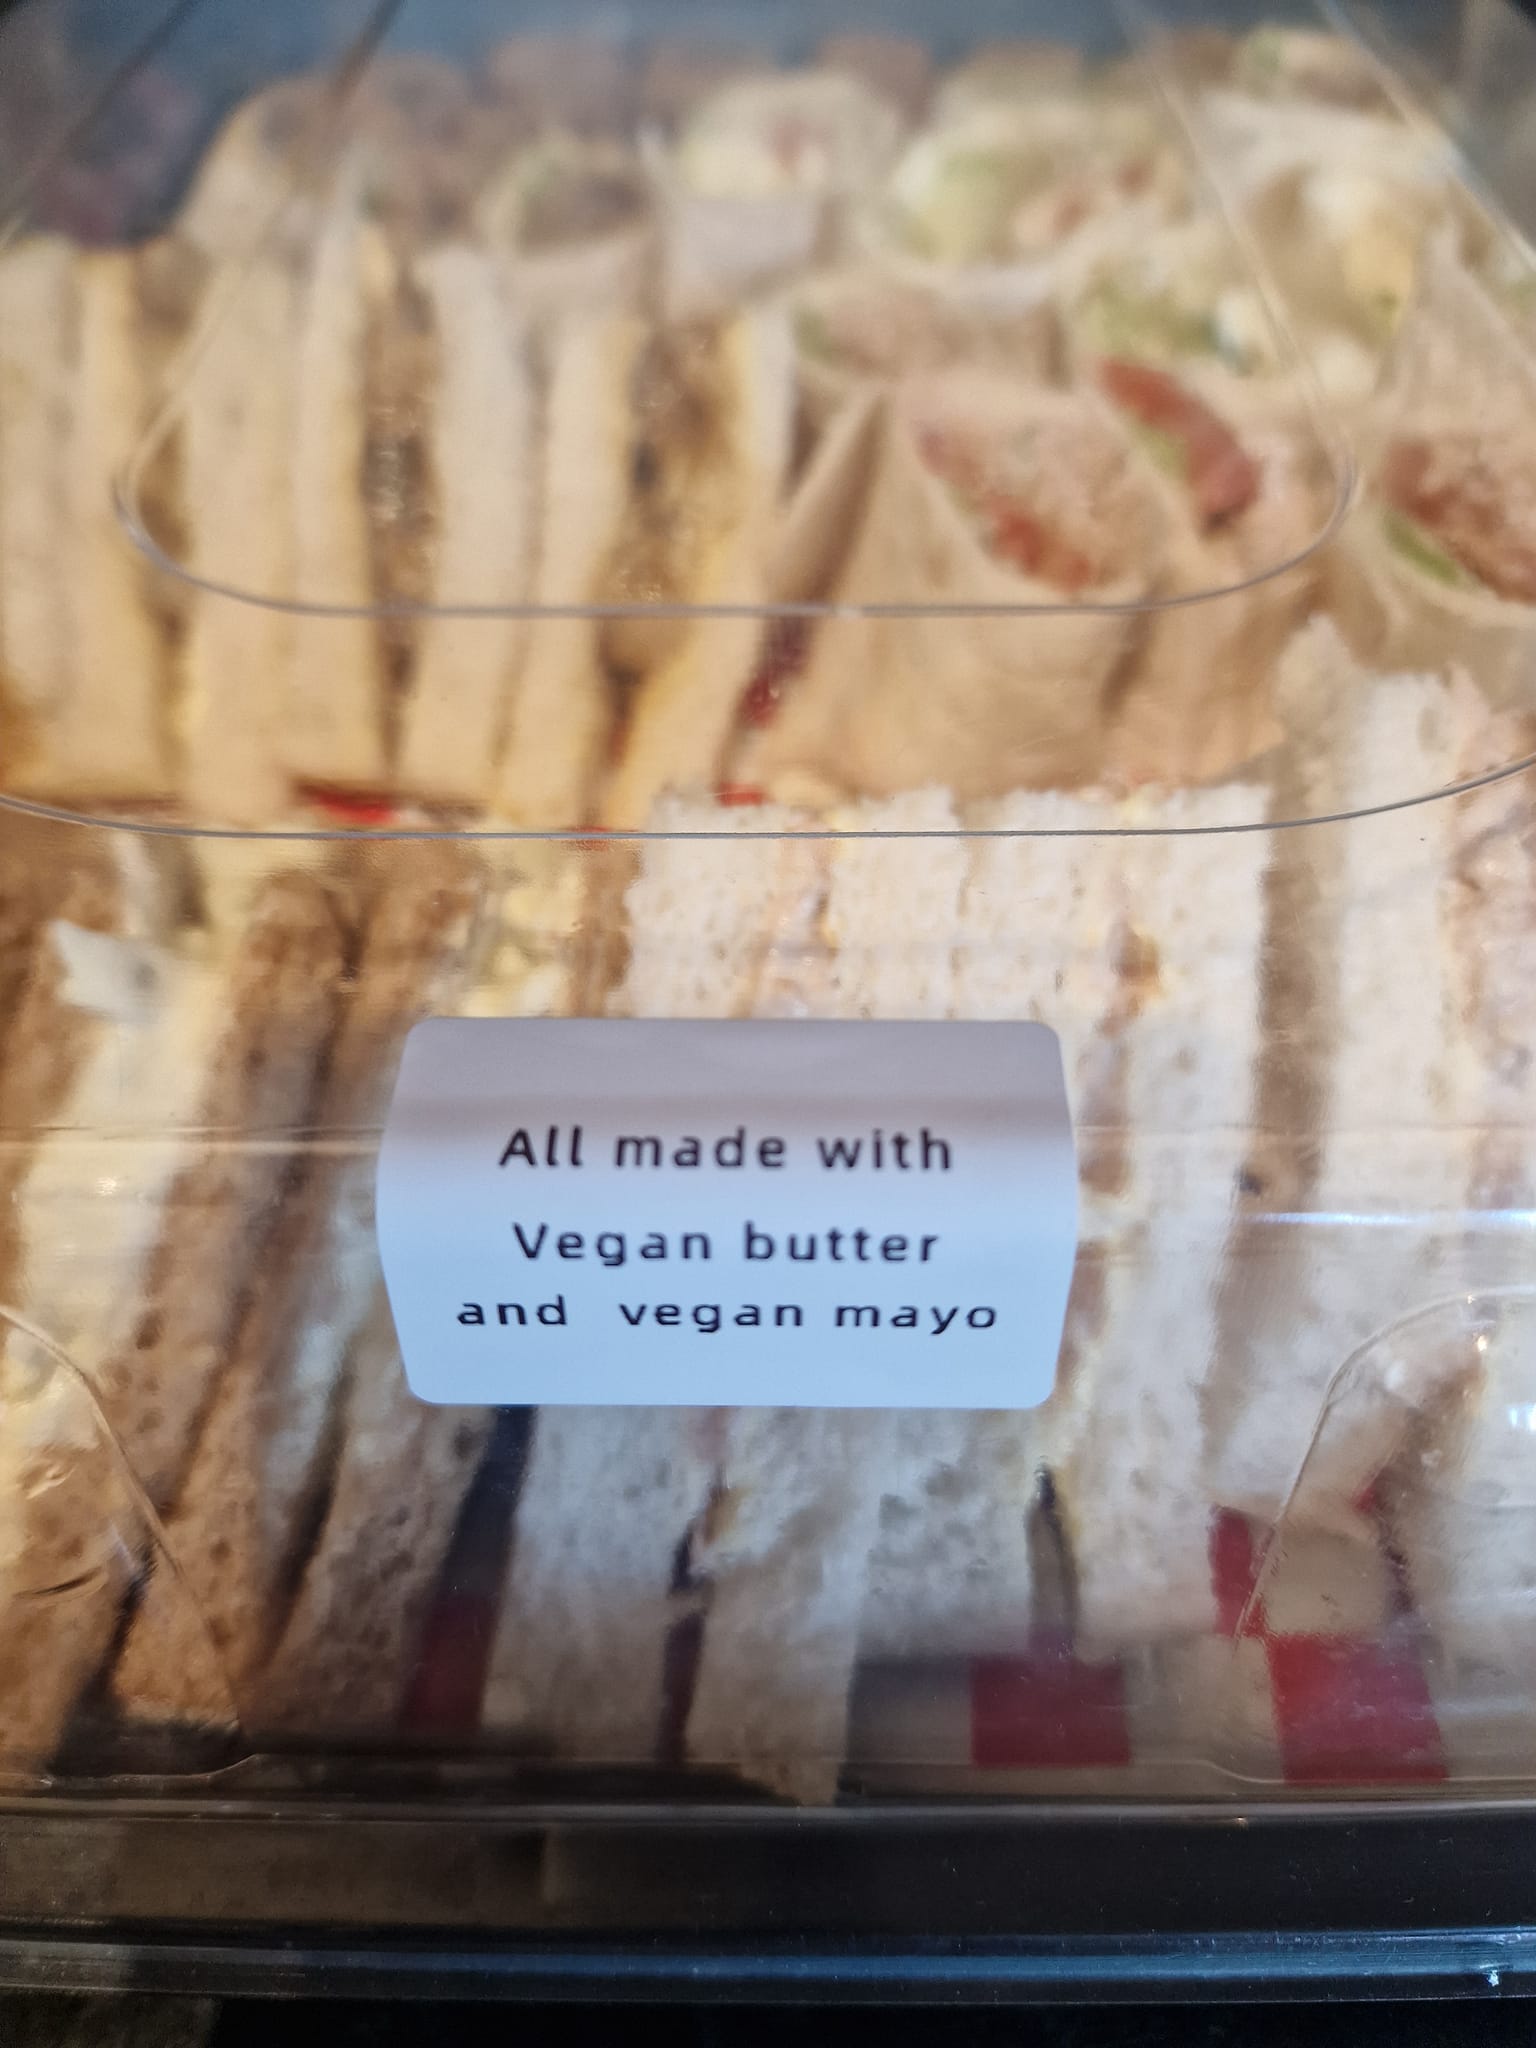 All made with
Vegan butter
and vegan mayo